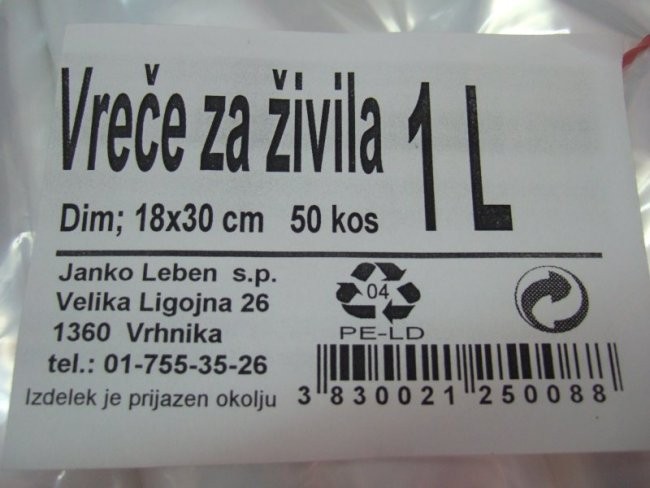 Vreče za živila 1 L
Dim; 18x30 cm 50 kos
Janko Leben s.p.
Velika Ligojna 26
1360 Vrhnika
tel.: 01-755-35-26
Izdelek je prijazen okolju
04
PE-LD
3 830021 250088